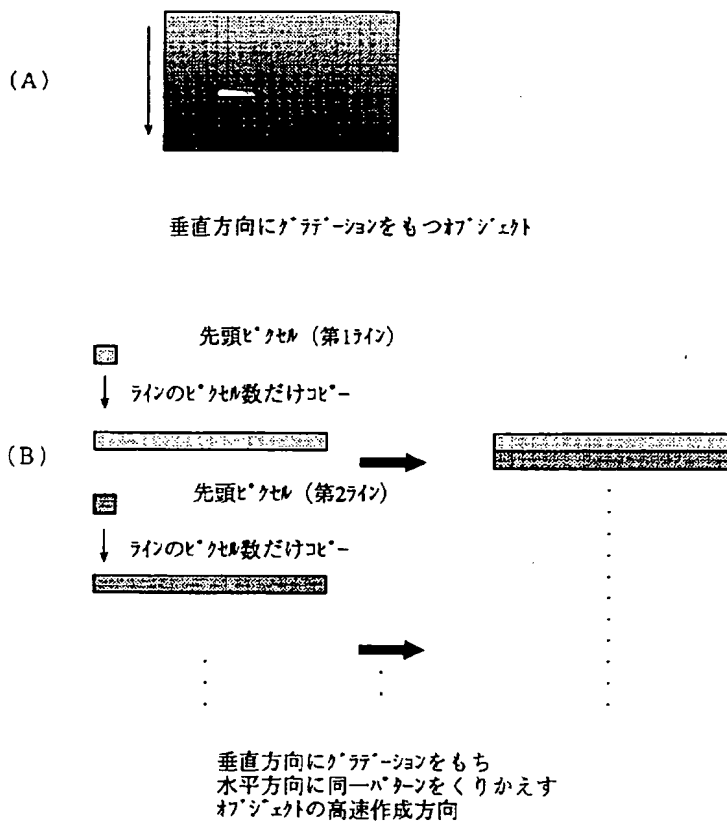 (A)
垂直方向にｸﾞﾗﾃﾞｰｼｮﾝをもつｵﾌﾞｼﾞｪｸﾄ
先頭ﾋﾟｸｾﾙ (第1ﾗｲﾝ)
ﾗｲﾝのﾋﾟｸｾﾙ数だけｺﾋﾟｰ
(B)
先頭ﾋﾟｸｾﾙ (第2ﾗｲﾝ)
ﾗｲﾝのﾋﾟｸｾﾙ数だけｺﾋﾟｰ
垂直方向にｸﾞﾗﾃﾞｰｼｮﾝをもち
水平方向に同一ﾊﾟﾀｰﾝをくりかえす
ｵﾌﾞｼﾞｪｸﾄの高速作成方向